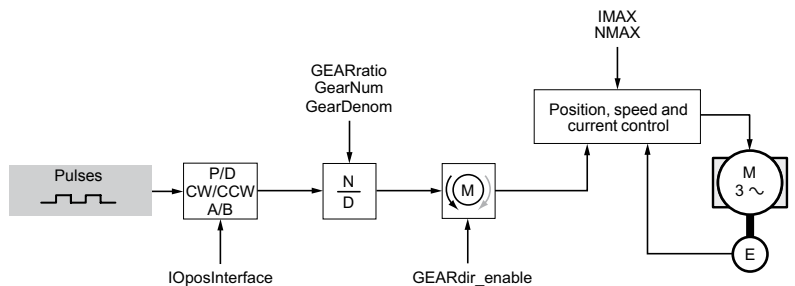 IMAX
NMAX
GEARratio
GearNum
GearDenom
Position, speed and
current control
Pulses
P/D
CW/CCW
A/B
N
D
M
M
3 ~
E
IOposInterface
GEARdir_enable